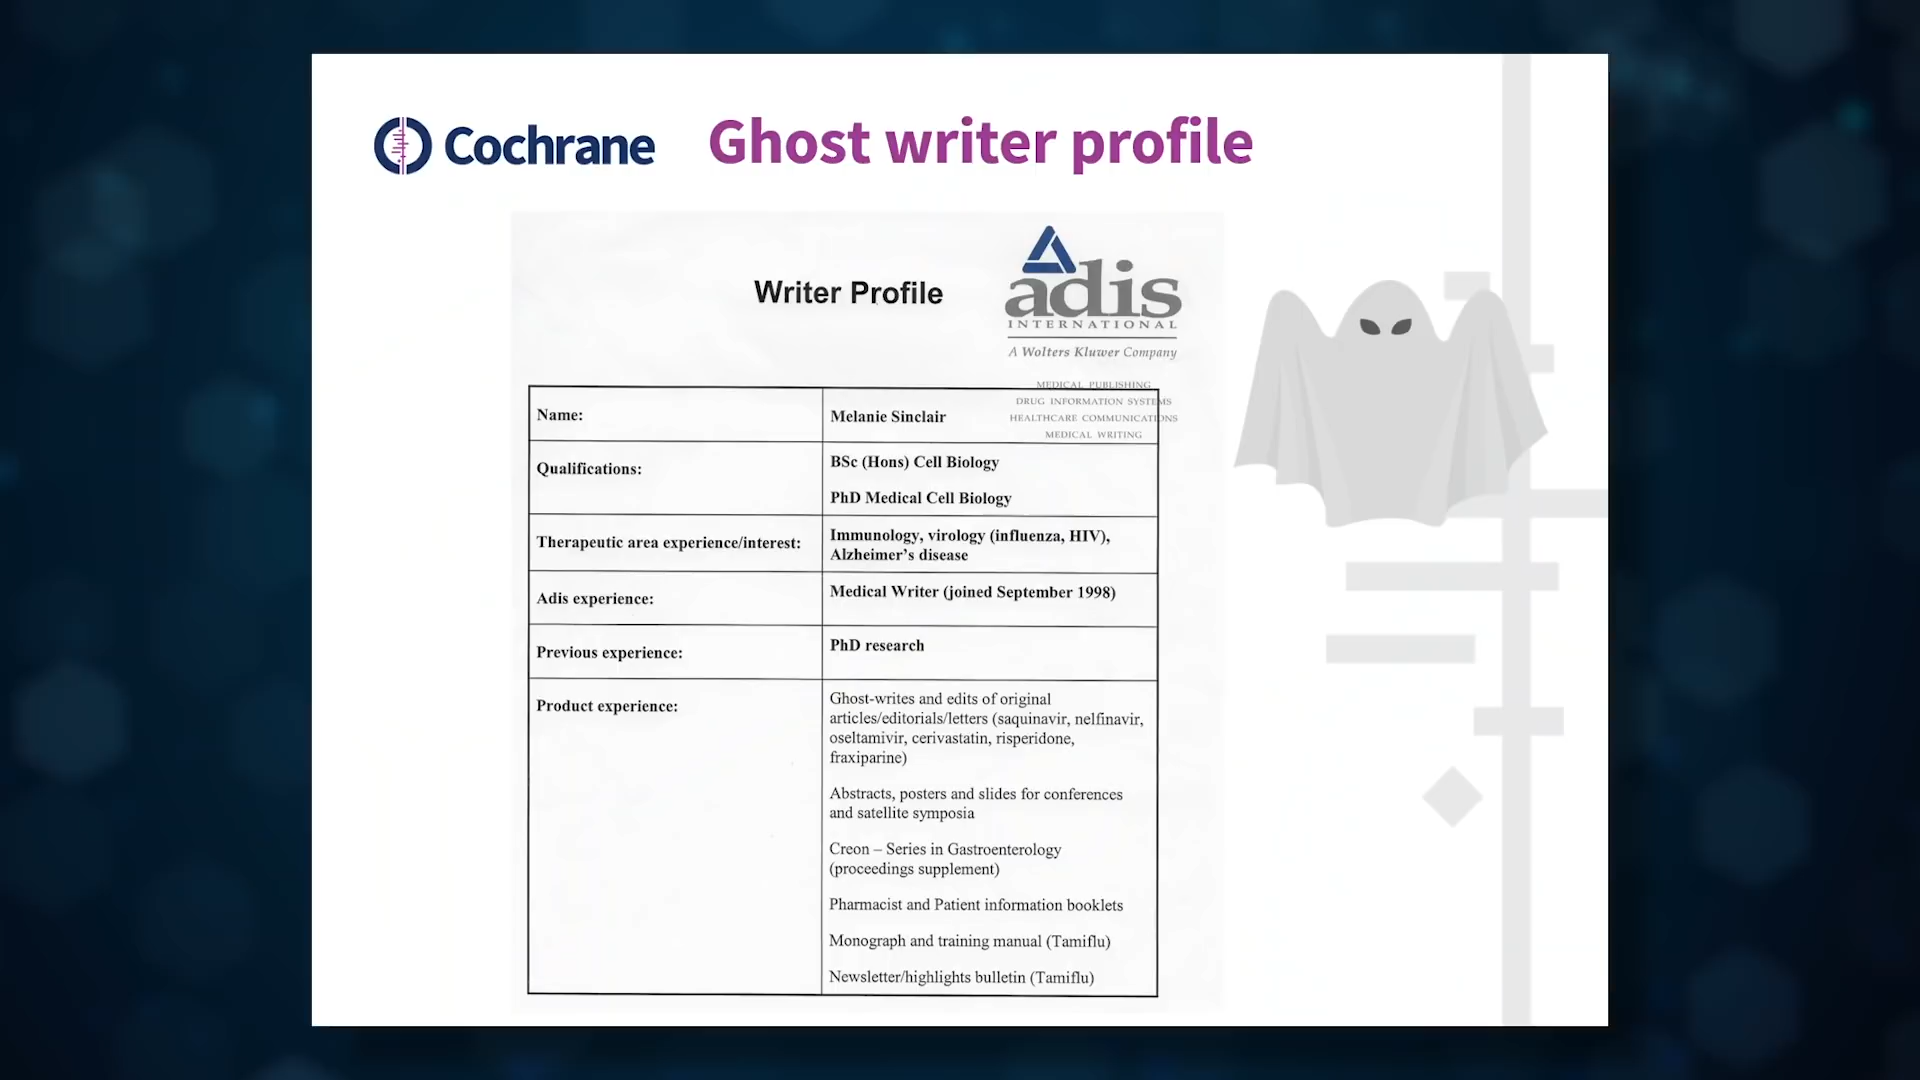 Cochrane
Ghost writer profile
Writer Profile
adis
INTERNATIONAL
A Wolters Kluwer Company
MEDICAL PUBLISHING
DRUG INFORMATION SYSTEMS
HEALTHCARE COMMUNICATIONS
MEDICAL WRITING
Name:
Melanie Sinclair
Qualifications:
BSc (Hons) Cell Biology
PhD Medical Cell Biology
Therapeutic area experience/interest:
Immunology, virology (influenza, HIV),
Alzheimer's disease
Adis experience:
Medical Writer (joined September 1998)
Previous experience:
PhD research
Product experience:
Ghost-writes and edits of original
articles/editorials/letters (saquinavir, nelfinavir,
oseltamivir, cerivastatin, risperidone,
fraxiparine)
Abstracts, posters and slides for conferences
and satellite symposia
Creon – Series in Gastroenterology
(proceedings supplement)
Pharmacist and Patient information booklets
Monograph and training manual (Tamiflu)
Newsletter/highlights bulletin (Tamiflu)